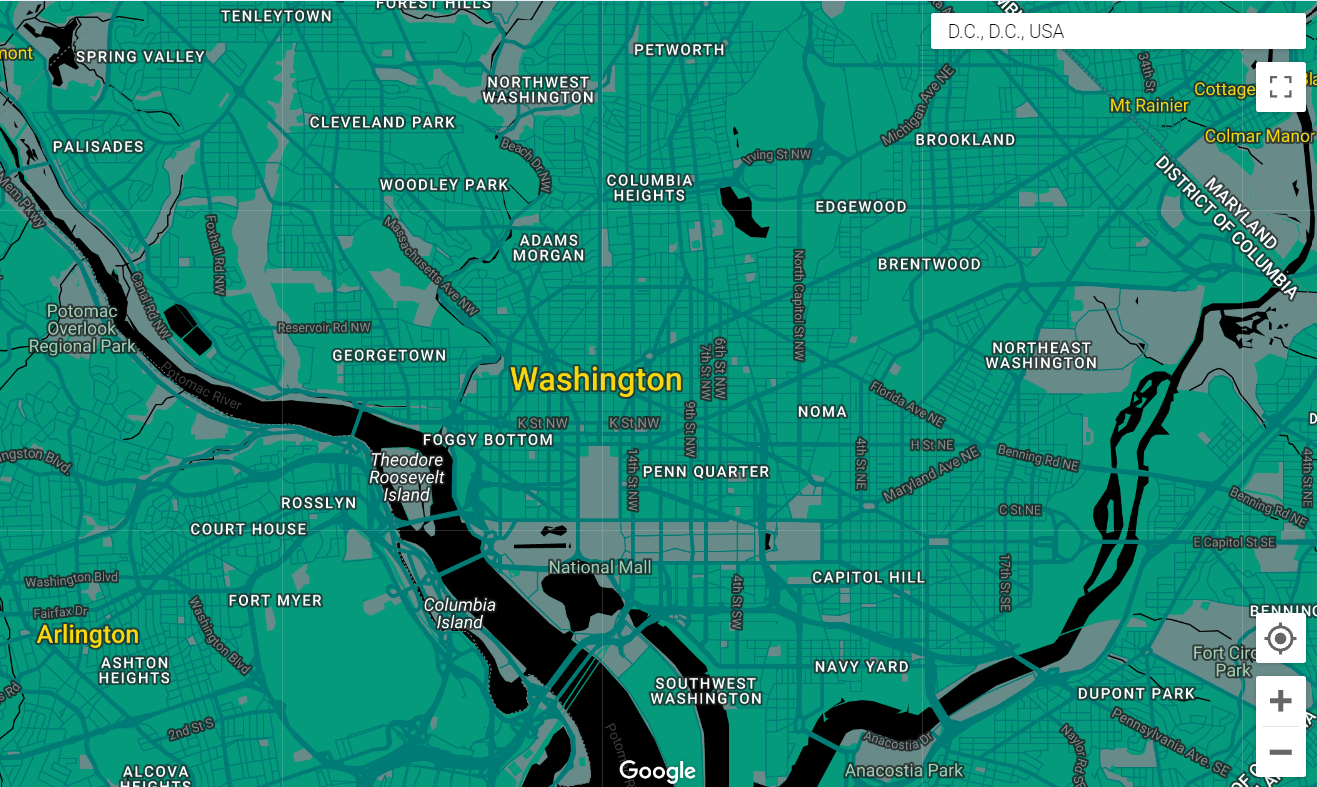 FOREST HILLS
TENLEYTOWN
D.C., D.C., USA
PETWORTH
SPRING VALLEY
34th St
NORTHWEST
WASHINGTON
Cottage
Mt Rainier
Michigan Ave NE
CLEVELAND PARK
Colmar Manor
BROOKLAND
PALISADES
Beach Dr NW
Irving St NW
WOODLEY PARK
COLUMBIA
HEIGHTS
MARYLAND
DISTRICT OF COLUMBIA
Mem Pkwy
EDGEWOOD
Foxhall Rd NW
Massachusetts Ave NW
ADAMS
MORGAN
BRENTWOOD
North Capitol St NW
Canal Rd NW
Potomac
Overlook
Regional Park
Reservoir Rd NW
GEORGETOWN
NORTHEAST
WASHINGTON
6th St NW
7th St NW
Washington
Potomac River
9th St NW
NOMA
Florida Ave NE
K St NW
K St NW
FOGGY BOTTOM
H St NE
4th St NE
Benning Rd NE
Maryland Ave NE
Theodore
Roosevelt
Island
14th St NW
PENN QUARTER
44th St NE
Benning Rd NE
ROSSLYN
COURT HOUSE
C St NE
E Capitol St SE
National Mall
CAPITOL HILL
17th St SE
4th St SW
Washington Blvd
FORT MYER
Washington Blvd
Fairfax Dr
Columbia
Island
Arlington
ASHTON
HEIGHTS
NAVY YARD
Park
SOUTHWEST
WASHINGTON
DUPONT PARK
2nd St S
Pennsylvania Ave. SE
Anacostia Dr
Anacostia Park
ALCOVA
HEIGHTS
Google